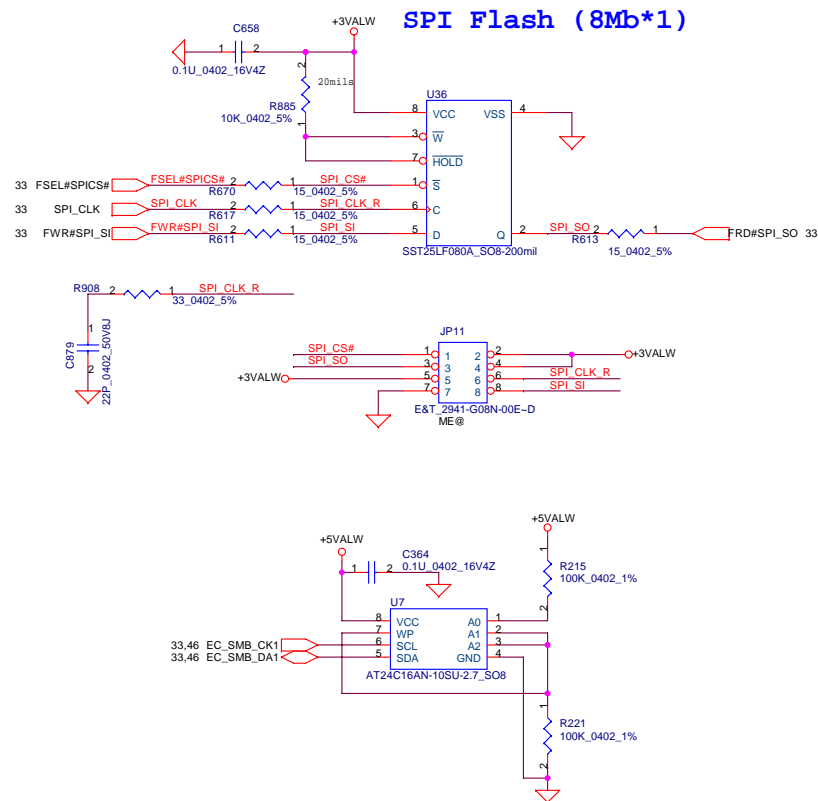 SPI Flash (8Mb*1)
+3VALW
C658
1 2
0.1U_0402_16V4Z
20mils
2
R885
10K_0402_5%
1
U36
8 VCC VSS 4
3 W
7 HOLD
33 FSEL#SPICS# FSEL#SPICS# 2 1 SPI_CS# 1 S
R670 15_0402_5%
33 SPI_CLK SPI_CLK 2 1 SPI_CLK_R 6 C
R617 15_0402_5%
33 FWR#SPI_SI FWR#SPI_SI 2 1 SPI_SI 5 D Q 2 SPI_SO 2 1 FRD#SPI_SO 33
R611 15_0402_5% R613 15_0402_5%
SST25LF080A_SO8-200mil
R908 2 1 SPI_CLK_R
33_0402_5%
1
C879
2
22P_0402_50V8J
JP11
SPI_CS# 1 1 2 2
SPI_SO 3 3 4 4 +3VALW
+3VALW 5 5 6 6 SPI_CLK_R
7 7 8 8 SPI_SI
E&T_2941-G08N-00E~D
ME@
+5VALW
+5VALW
C364
1 2 0.1U_0402_16V4Z
1
R215
100K_0402_1%
2
U7
8 VCC A0 1
7 WP A1 2
33,46 EC_SMB_CK1 6 SCL A2 3
33,46 EC_SMB_DA1 5 SDA GND 4
AT24C16AN-10SU-2.7_SO8
1
R221
100K_0402_1%
2